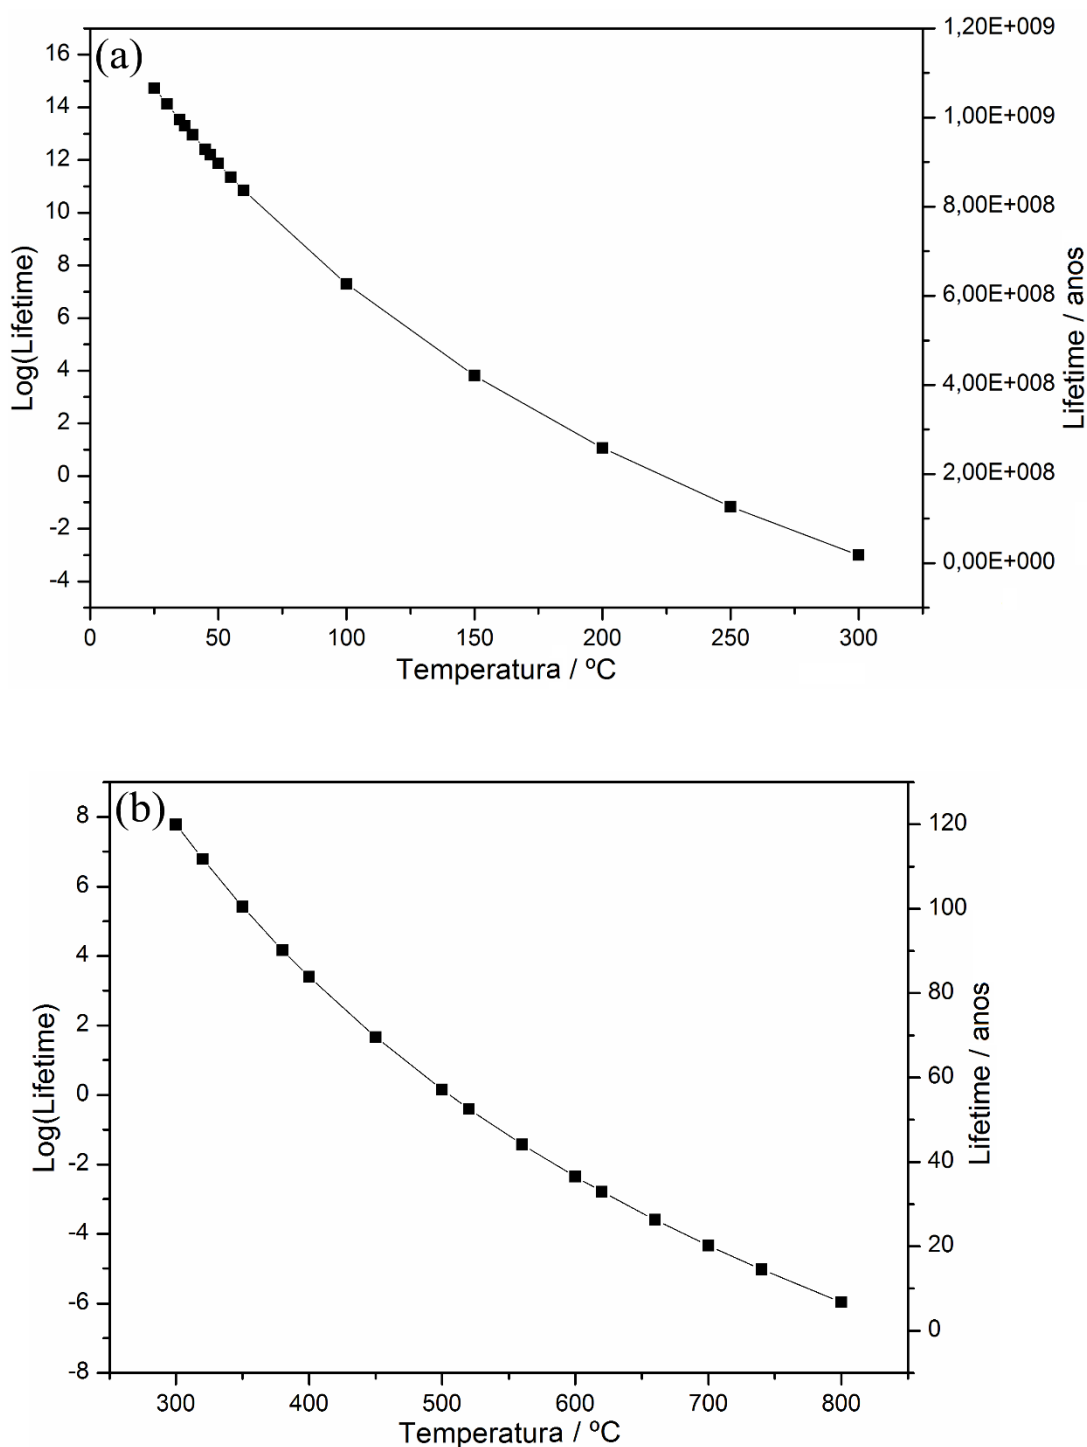 (a)
Log(Lifetime)
16
14
12
10
8
6
4
2
0
-2
-4
1,20E+009
1,00E+009
8,00E+008
6,00E+008
4,00E+008
2,00E+008
0,00E+000
Lifetime / anos
0 50 100 150 200 250 300
Temperatura / ºC
(b)
Log(Lifetime)
8
6
4
2
0
-2
-4
-6
-8
120
100
80
60
40
20
0
Lifetime / anos
300 400 500 600 700 800
Temperatura / ºC